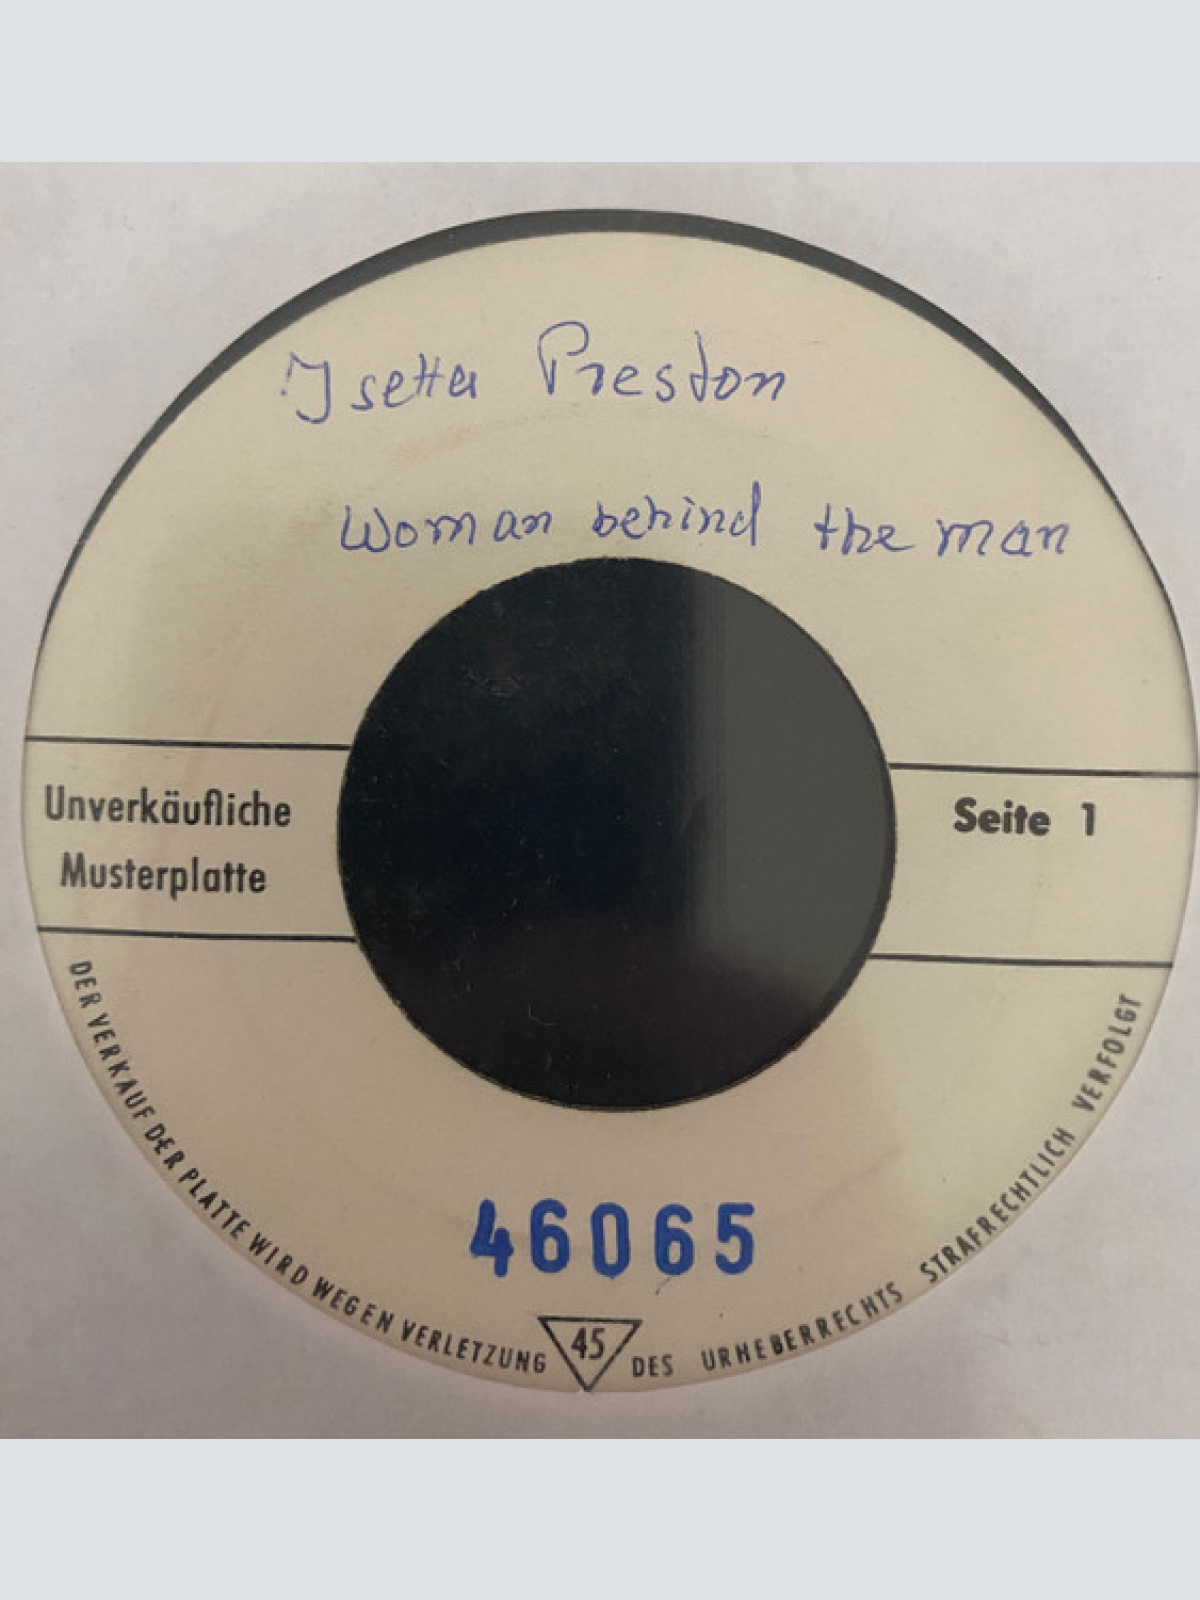 Isetta Preston
Woman behind the man
Unverkäufliche
Musterplatte
Seite 1
46065
45
DER VERKAUF DER PLATTE WIRD WEGEN VERLETZUNG DES URHEBERRECHTS STRAFRECHTLICH VERFOLGT